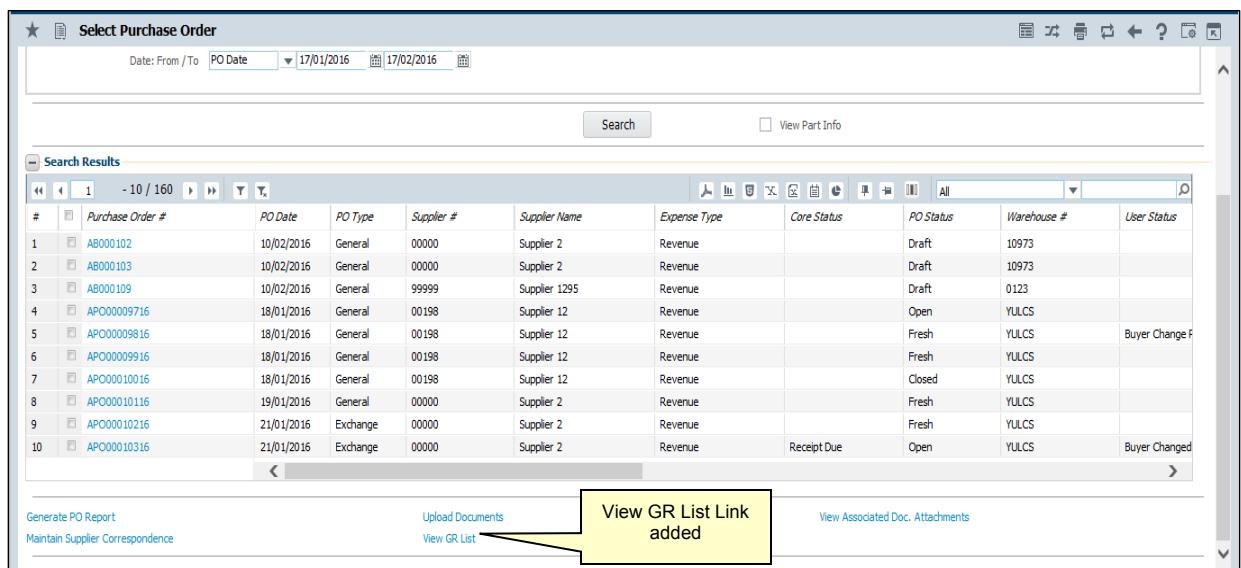 Select Purchase Order
Date: From / To PO Date 17/01/2016 17/02/2016
Search View Part Info
Search Results
1 - 10 / 160 All
# Purchase Order # PO Date PO Type Supplier # Supplier Name Expense Type Core Status PO Status Warehouse # User Status
1 AB000102 10/02/2016 General 00000 Supplier 2 Revenue Draft 10973
2 AB000103 10/02/2016 General 00000 Supplier 2 Revenue Draft 10973
3 AB000109 10/02/2016 General 99999 Supplier 1295 Revenue Draft 0123
4 APO00009716 18/01/2016 General 00198 Supplier 12 Revenue Open YULCS
5 APO00009816 18/01/2016 General 00198 Supplier 12 Revenue Fresh YULCS Buyer Change
6 APO00009916 18/01/2016 General 00198 Supplier 12 Revenue Fresh YULCS
7 APO00010016 18/01/2016 General 00198 Supplier 12 Revenue Closed YULCS
8 APO00010116 19/01/2016 General 00000 Supplier 2 Revenue Fresh YULCS
9 APO00010216 21/01/2016 Exchange 00000 Supplier 2 Revenue Fresh YULCS
10 APO00010316 21/01/2016 Exchange 00000 Supplier 2 Revenue Receipt Due Open YULCS Buyer Changed
Generate PO Report Upload Documents View Associated Doc. Attachments
Maintain Supplier Correspondence View GR List
View GR List Link
added